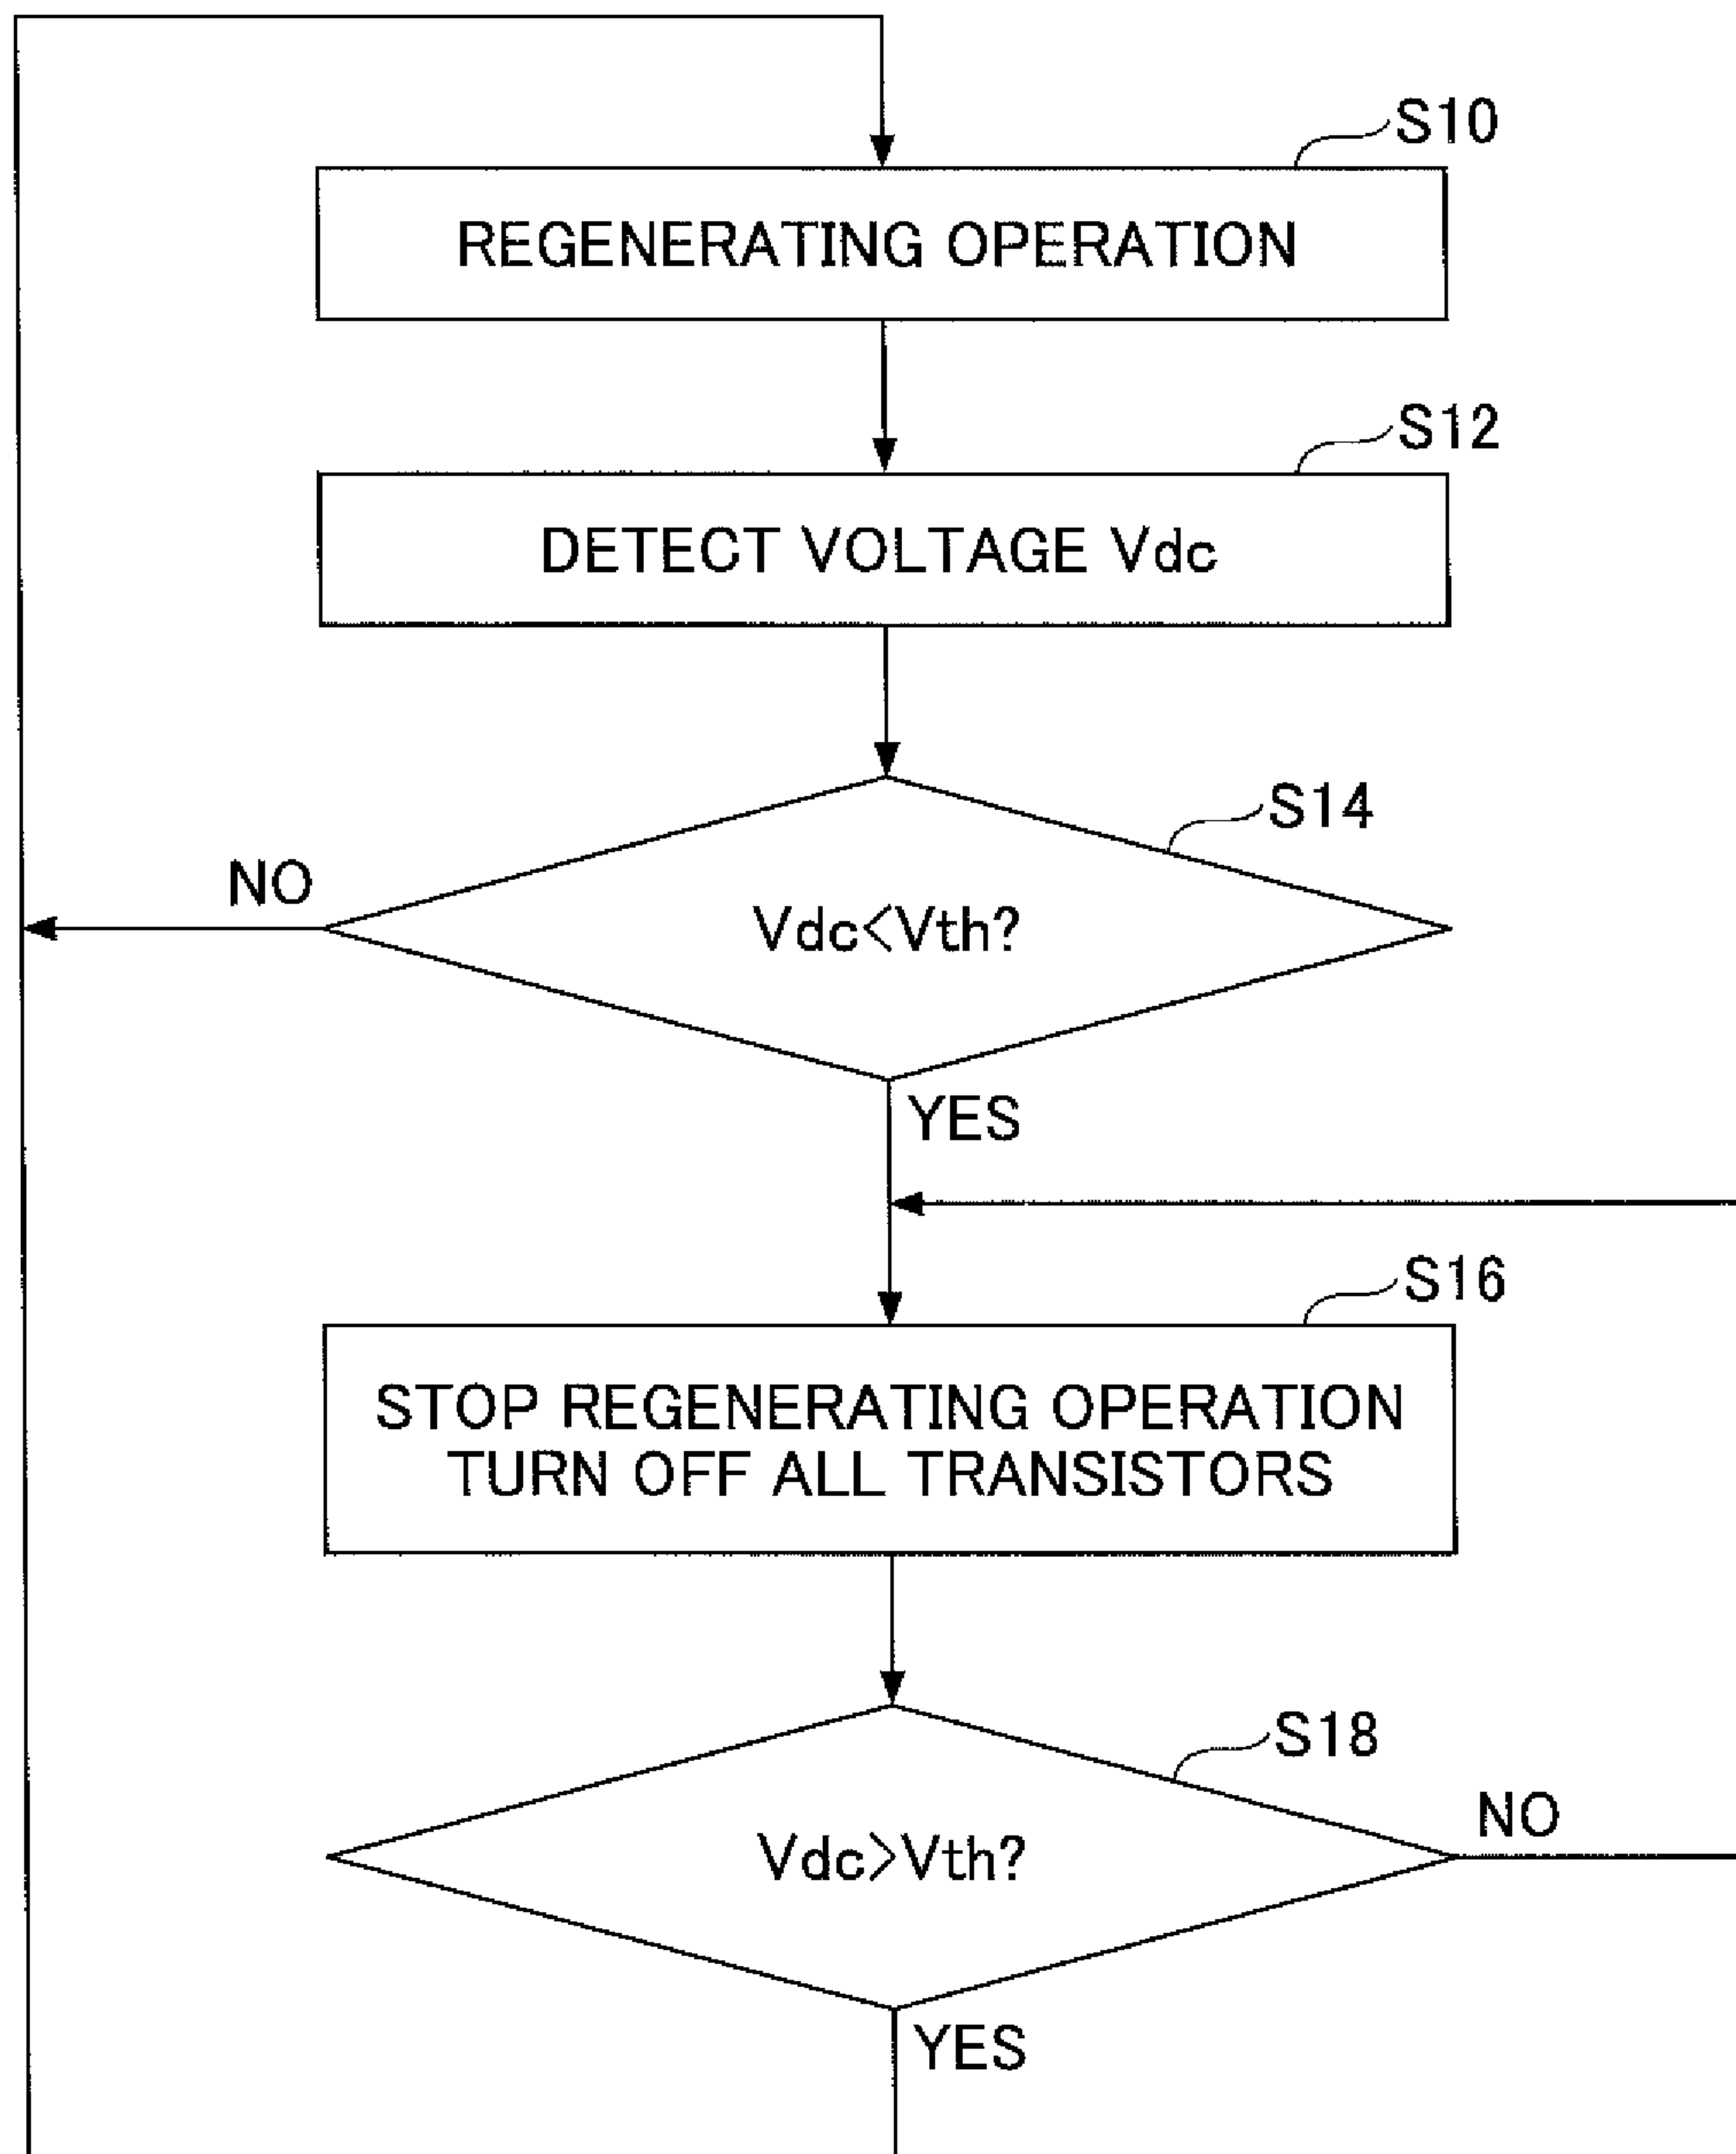 S10
REGENERATING OPERATION
S12
DETECT VOLTAGE Vdc
S14
NO
Vdc<Vth?
YES
S16
STOP REGENERATING OPERATION
TURN OFF ALL TRANSISTORS
S18
NO
Vdc>Vth?
YES